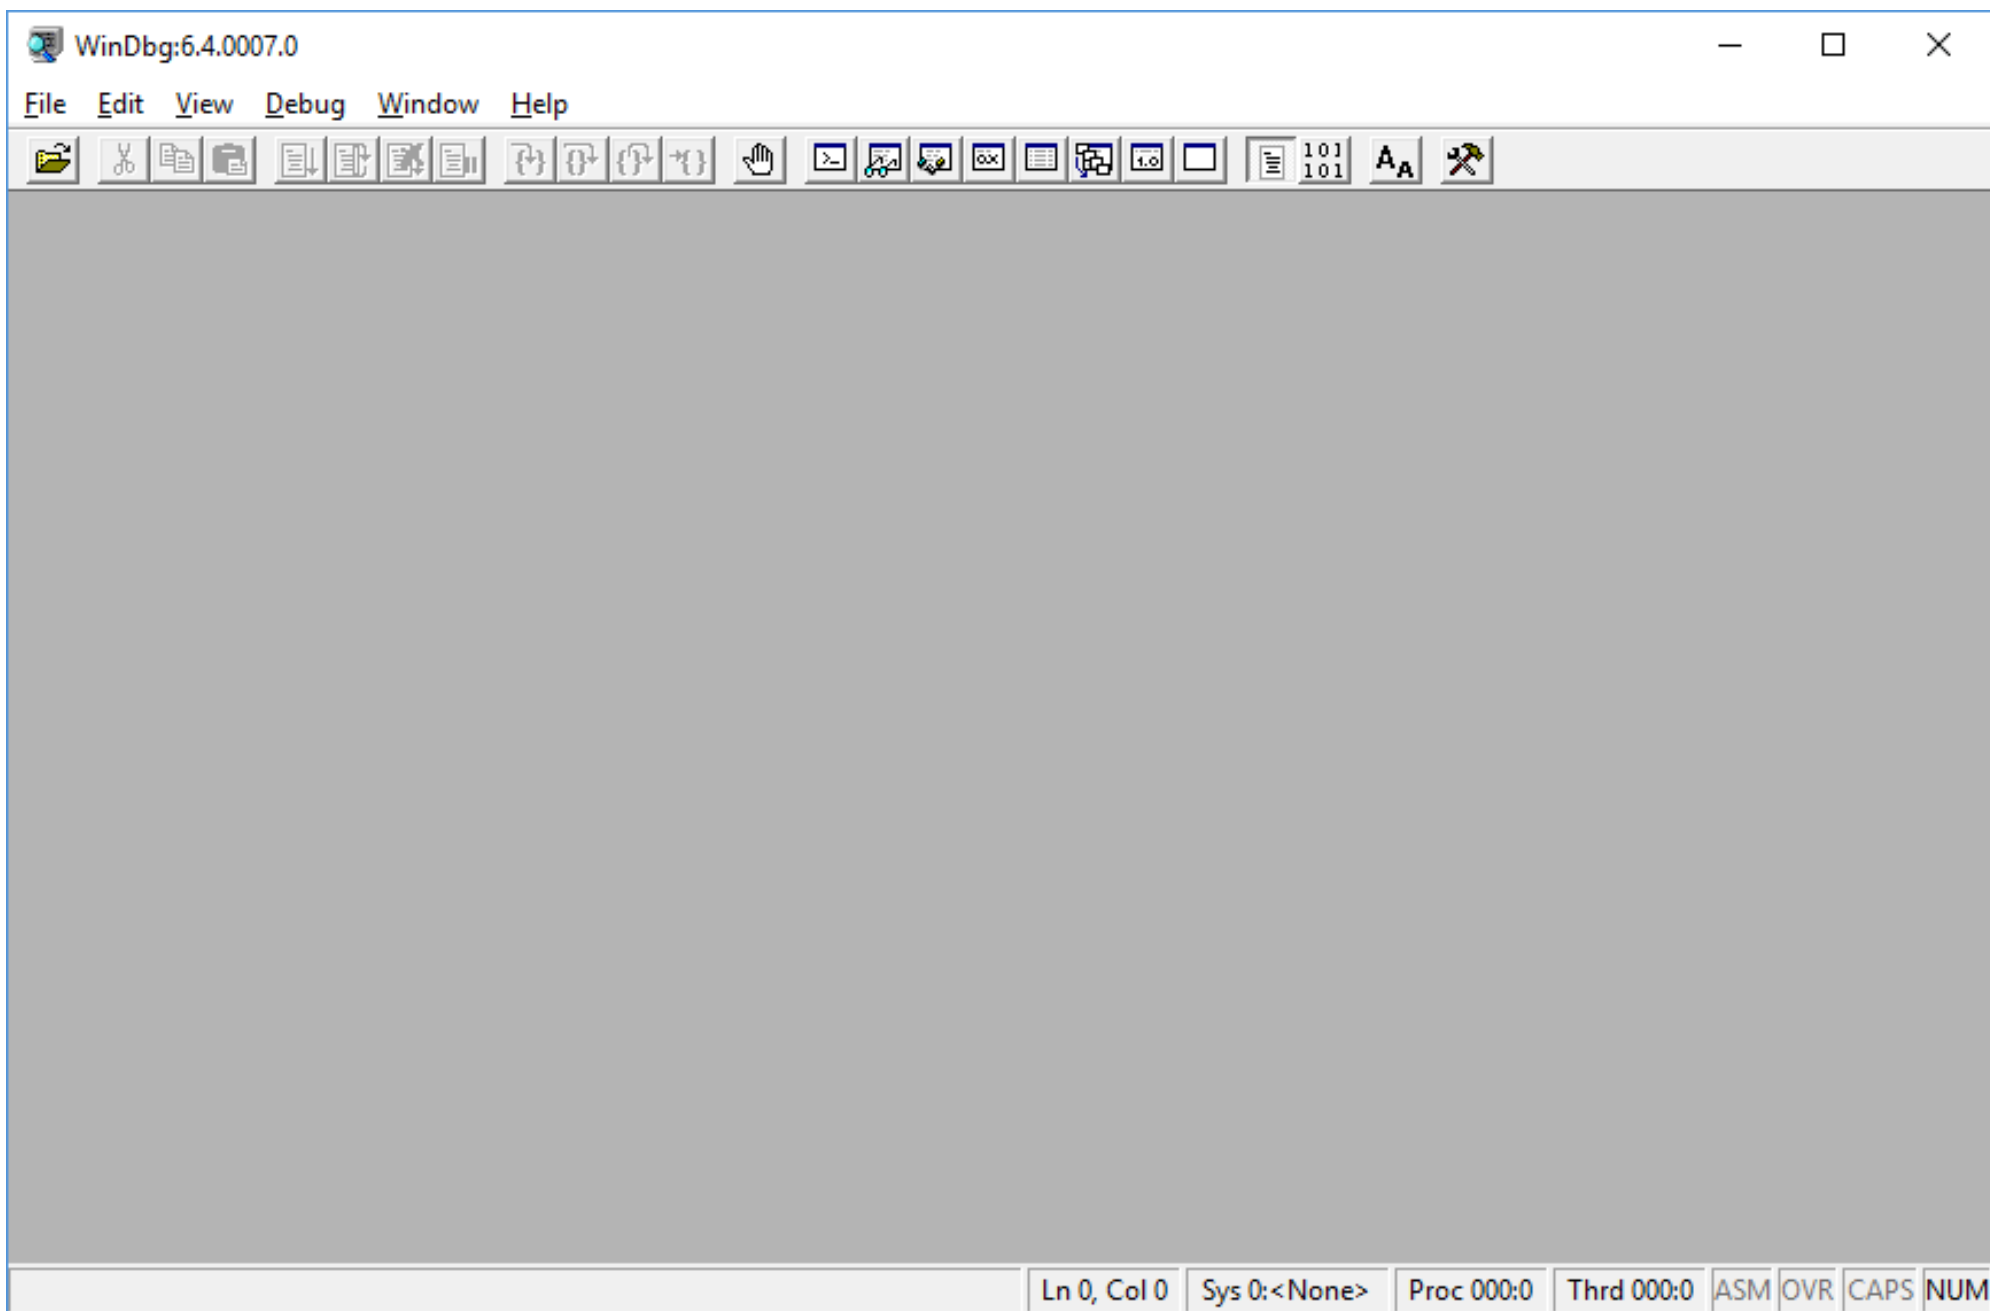 WinDbg:6.4.0007.0
File Edit View Debug Window Help
101
101
AA
Ln 0, Col 0 Sys 0:<None> Proc 000:0 Thrd 000:0 ASM OVR CAPS NUM